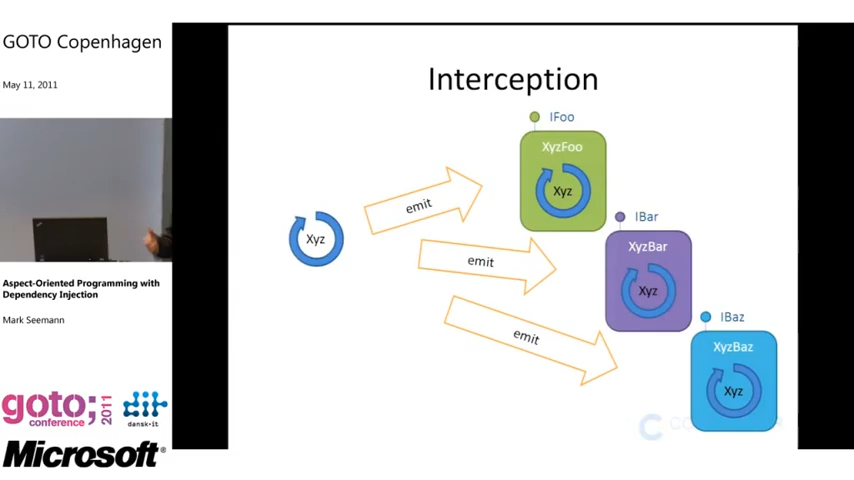 GOTO Copenhagen
May 11, 2011
Aspect-Oriented Programming with
Dependency Injection
Mark Seemann
goto;
conference
2011
dansk-it
Microsoft®
Interception
IFoo
XyzFoo
Xyz
emit
Xyz
IBar
XyzBar
emit
Xyz
IBaz
emit
XyzBaz
Xyz